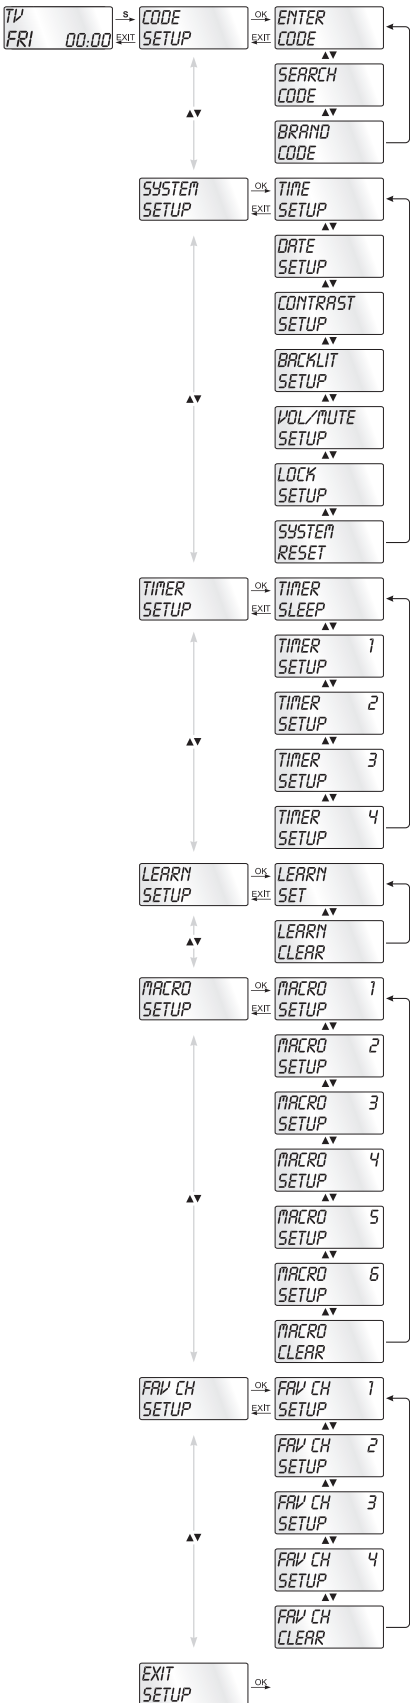 TV
FRI 00:00
S
EXIT
CODE
SETUP
OK
EXIT
ENTER
CODE
▲▼
SEARCH
CODE
▲▼
BRAND
CODE
▲▼
SYSTEM
SETUP
OK
EXIT
TIME
SETUP
▲▼
DATE
SETUP
▲▼
CONTRAST
SETUP
▲▼
BACKLIT
SETUP
▲▼
VOL/MUTE
SETUP
▲▼
LOCK
SETUP
▲▼
SYSTEM
RESET
▲▼
TIMER
SETUP
OK
EXIT
TIMER
SLEEP
▲▼
TIMER 1
SETUP
▲▼
TIMER 2
SETUP
▲▼
TIMER 3
SETUP
▲▼
TIMER 4
SETUP
▲▼
LEARN
SETUP
OK
EXIT
LEARN
SET
▲▼
LEARN
CLEAR
▲▼
MACRO
SETUP
OK
EXIT
MACRO 1
SETUP
▲▼
MACRO 2
SETUP
▲▼
MACRO 3
SETUP
▲▼
MACRO 4
SETUP
▲▼
MACRO 5
SETUP
▲▼
MACRO 6
SETUP
▲▼
MACRO
CLEAR
▲▼
FAV CH
SETUP
OK
EXIT
FAV CH 1
SETUP
▲▼
FAV CH 2
SETUP
▲▼
FAV CH 3
SETUP
▲▼
FAV CH 4
SETUP
▲▼
FAV CH
CLEAR
▲▼
EXIT
SETUP
OK